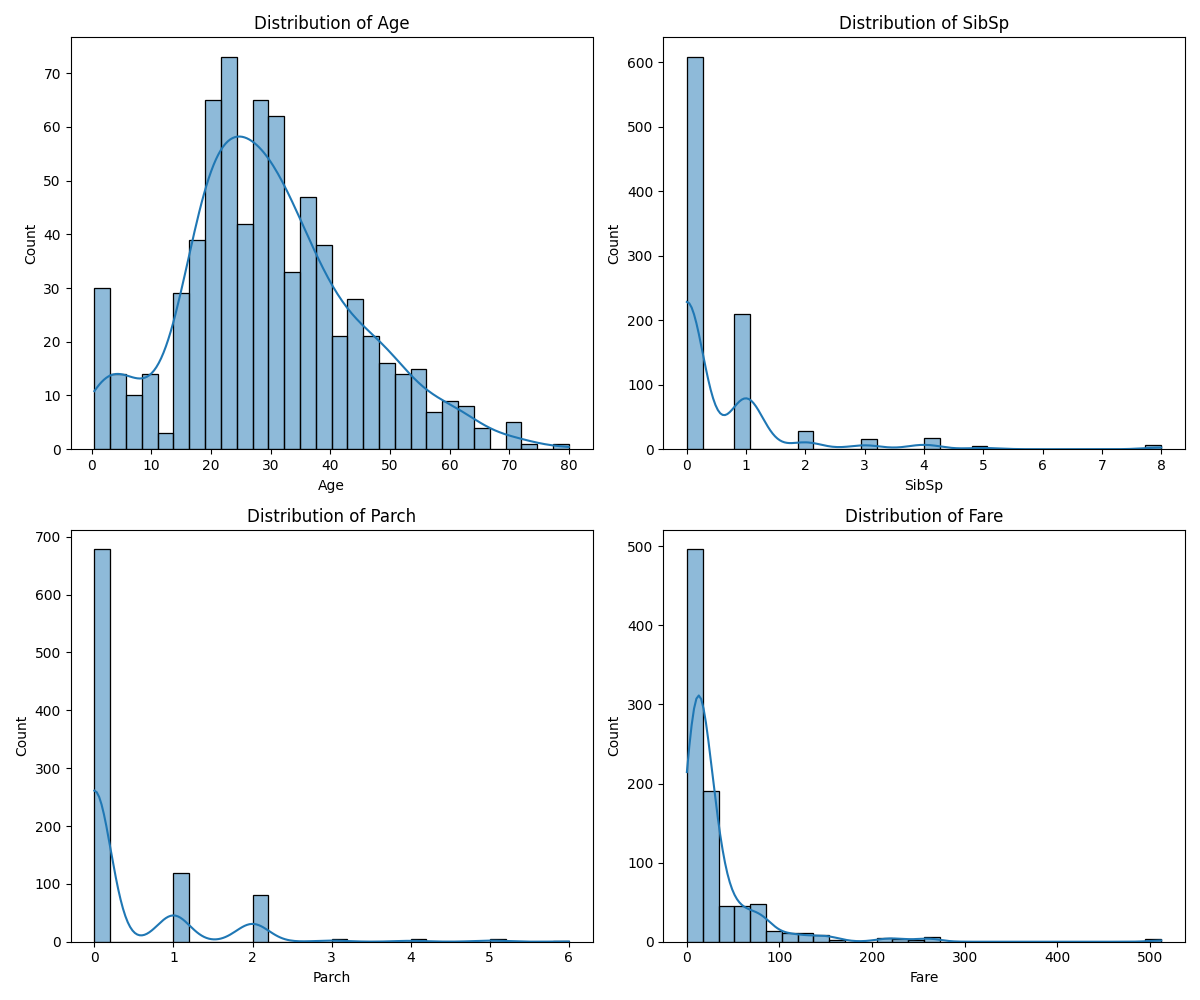 Distribution of Age
Count
70
60
50
40
30
20
10
0
0 10 20 30 40 50 60 70 80
Age
Distribution of SibSp
Count
600
500
400
300
200
100
0
0 1 2 3 4 5 6 7 8
SibSp
Distribution of Parch
Count
700
600
500
400
300
200
100
0
0 1 2 3 4 5 6
Parch
Distribution of Fare
Count
500
400
300
200
100
0
0 100 200 300 400 500
Fare